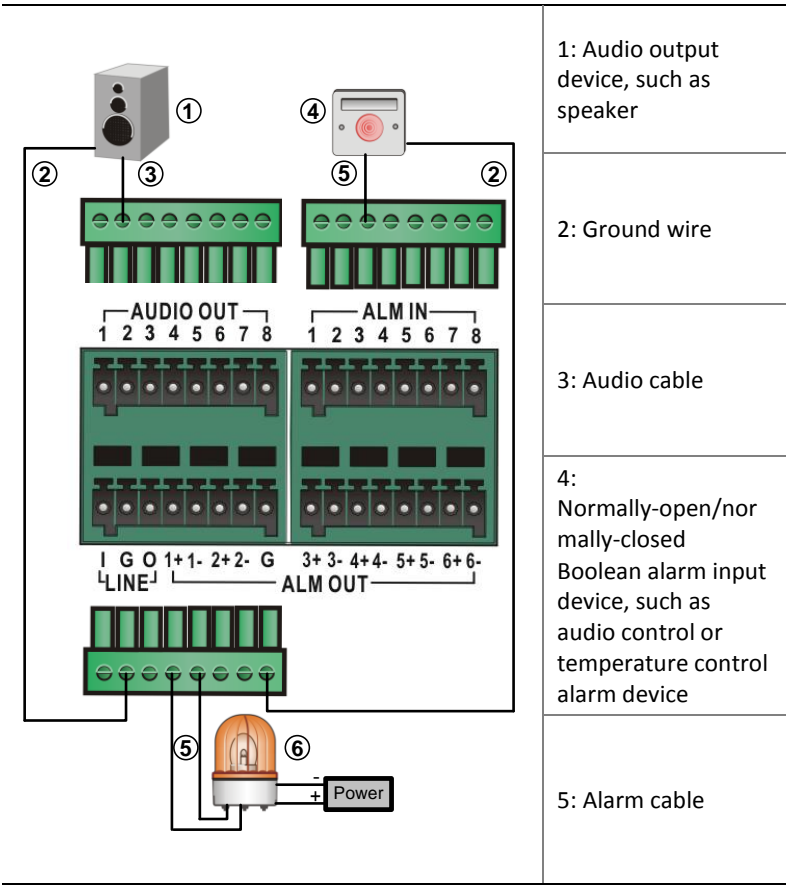 ①
④
②
③
⑤
②
AUDIO OUT
1 2 3 4 5 6 7 8
ALM IN
1 2 3 4 5 6 7 8
I G O 1+ 1- 2+ 2- G
3+ 3- 4+ 4- 5+ 5- 6+ 6-
LINE
ALM OUT
⑤
⑥
-
+
Power
1: Audio output
device, such as
speaker
2: Ground wire
3: Audio cable
4:
Normally-open/nor
mally-closed
Boolean alarm input
device, such as
audio control or
temperature control
alarm device
5: Alarm cable